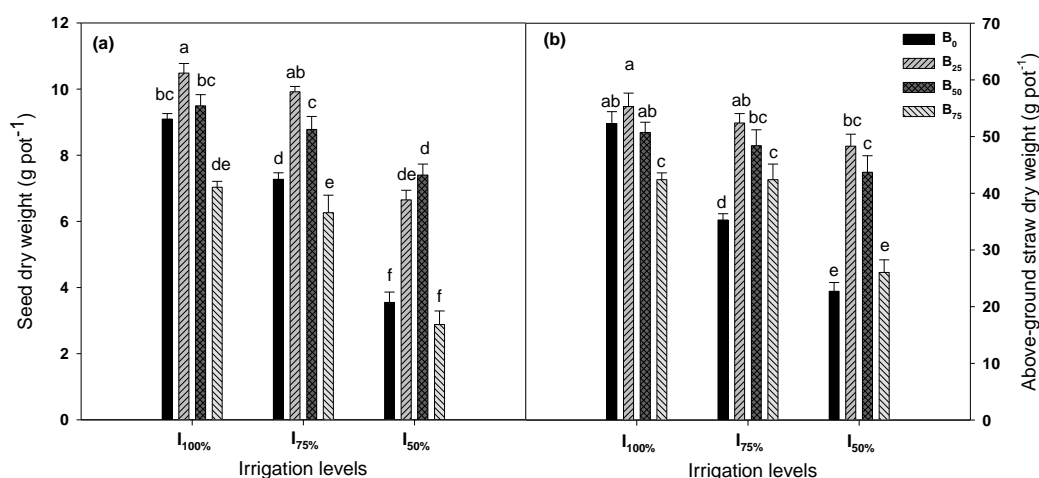 (a)
(b)
Seed dry weight (g pot⁻¹)
12
10
8
6
4
2
0
bc a bc de
d ab c e
f de d f
I100% I75% I50%
Irrigation levels
ab a ab c
d ab bc c
e bc c e
I100% I75% I50%
Irrigation levels
B0
B25
B50
B75
70
60
50
40
30
20
10
0
Above-ground straw dry weight (g pot⁻¹)